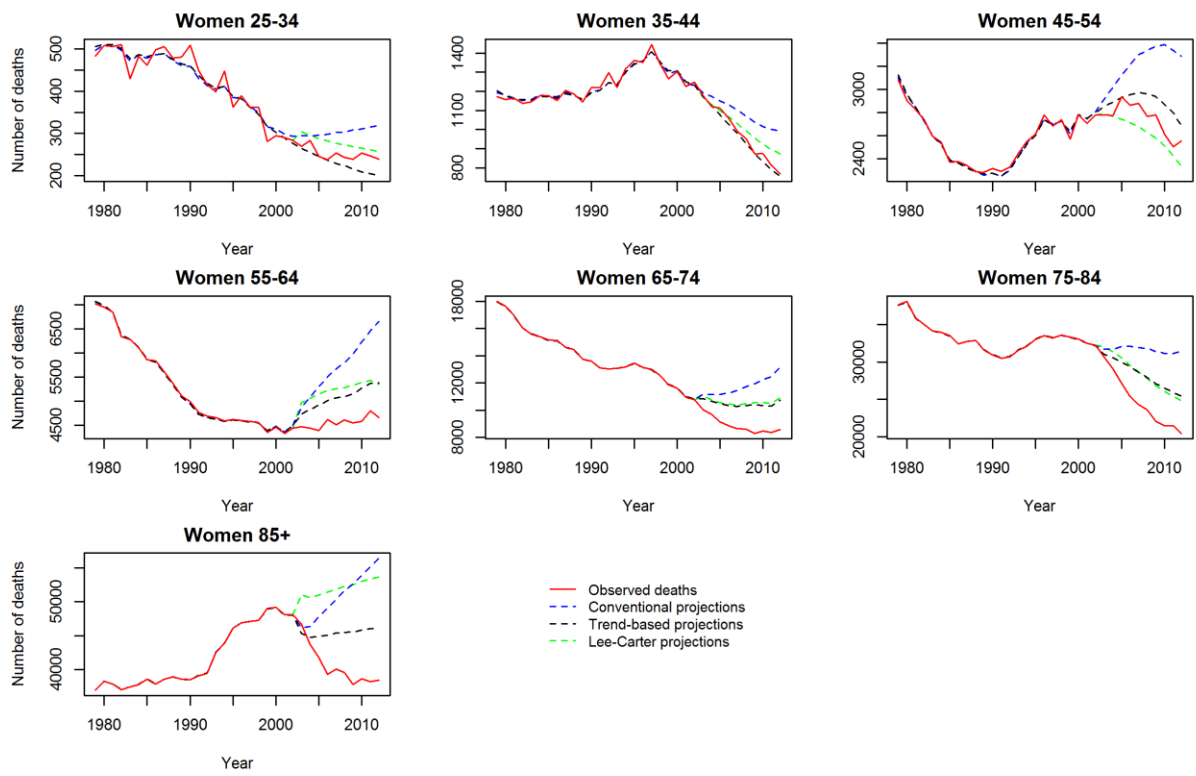 Women 25-34
Women 35-44
Women 45-54
Number of deaths
200 300 400 500
800 1100 1400
2400 3000
1980 1990 2000 2010
1980 1990 2000 2010
1980 1990 2000 2010
Year
Year
Year
Women 55-64
Women 65-74
Women 75-84
Number of deaths
4500 5500 6500
8000 12000 18000
20000 30000
1980 1990 2000 2010
1980 1990 2000 2010
1980 1990 2000 2010
Year
Year
Year
Women 85+
Number of deaths
40000 50000
1980 1990 2000 2010
Year
Observed deaths
Conventional projections
Trend-based projections
Lee-Carter projections